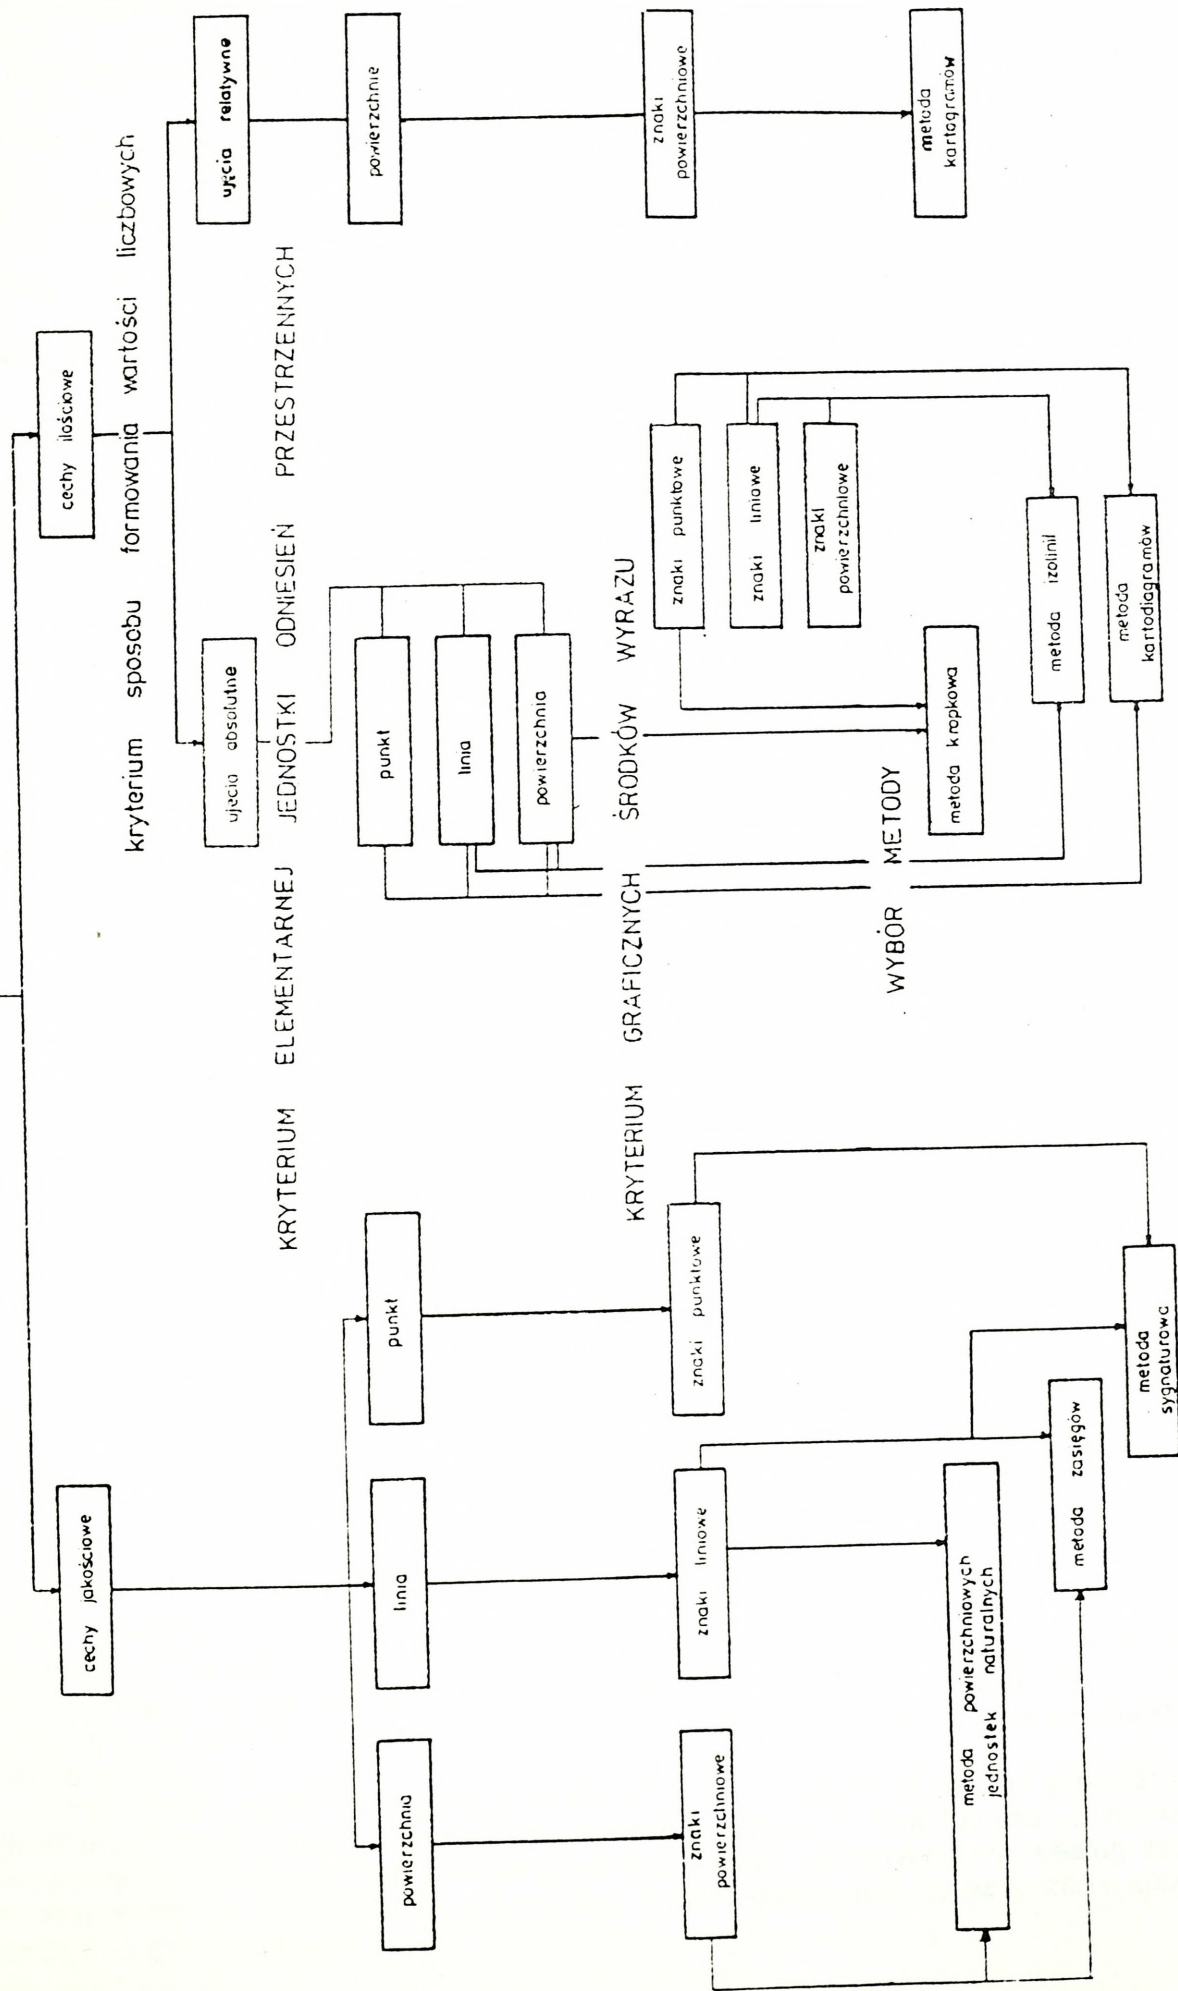 cechy jakościowe
cechy ilościowe
kryterium sposobu formowania wartości liczbowych
ujęcia absolutne
ujęcia relatywne
KRYTERIUM ELEMENTARNEJ JEDNOSTKI ODNIESIEŃ PRZESTRZENNYCH
powierzchnia
linia
punkt
punkt
linia
powierzchnia
powierzchnie
KRYTERIUM GRAFICZNYCH ŚRODKÓW WYRAZU
znaki
powierzchniowe
znaki liniowe
znaki punktowe
znaki punktowe
znaki liniowe
znaki
powierzchniowe
znaki
powierzchniowe
WYBÓR METODY
metoda powierzchniowych
jednostek naturalnych
metoda zasięgów
metoda
sygnaturowa
metoda kropkowa
metoda izolinii
metoda
kartodiagramów
metoda
kartogramów